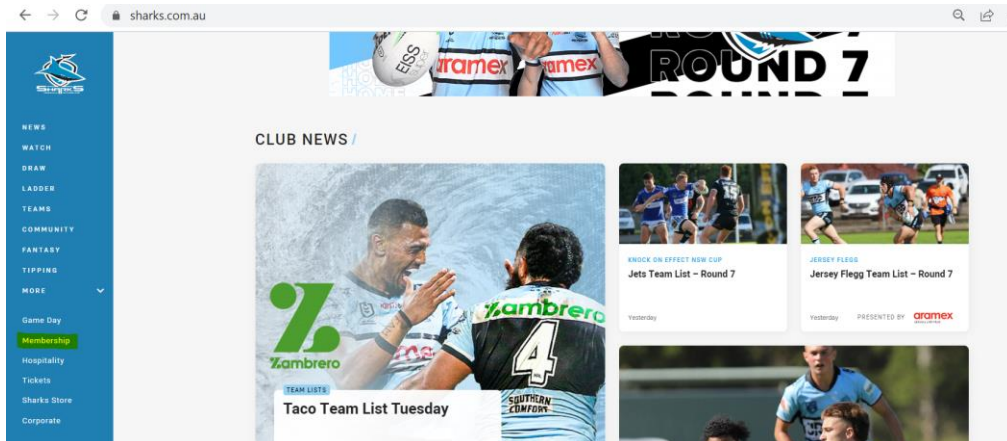 sharks.com.au
SHARKS
NEWS
WATCH
DRAW
LADDER
TEAMS
COMMUNITY
FANTASY
TIPPING
MORE
Game Day
Membership
Hospitality
Tickets
Sharks Store
Corporate
EISS
super
aramex
aramex
ROUND 7
CLUB NEWS /
Zambrero
TEAM LISTS
Taco Team List Tuesday
Zambrero
4
SOUTHERN
COMFORT
KNOCK ON EFFECT NSW CUP
Jets Team List – Round 7
Yesterday
JERSEY FLEGG
Jersey Flegg Team List – Round 7
Yesterday PRESENTED BY aramex